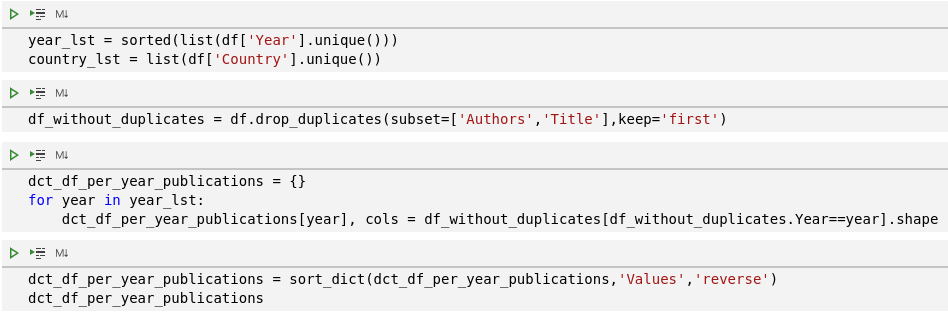 M↓
year_lst = sorted(list(df['Year'].unique()))
country_lst = list(df['Country'].unique())
M↓
df_without_duplicates = df.drop_duplicates(subset=['Authors','Title'],keep='first')
M↓
dct_df_per_year_publications = {}
for year in year_lst:
    dct_df_per_year_publications[year], cols = df_without_duplicates[df_without_duplicates.Year==year].shape
M↓
dct_df_per_year_publications = sort_dict(dct_df_per_year_publications,'Values','reverse')
dct_df_per_year_publications